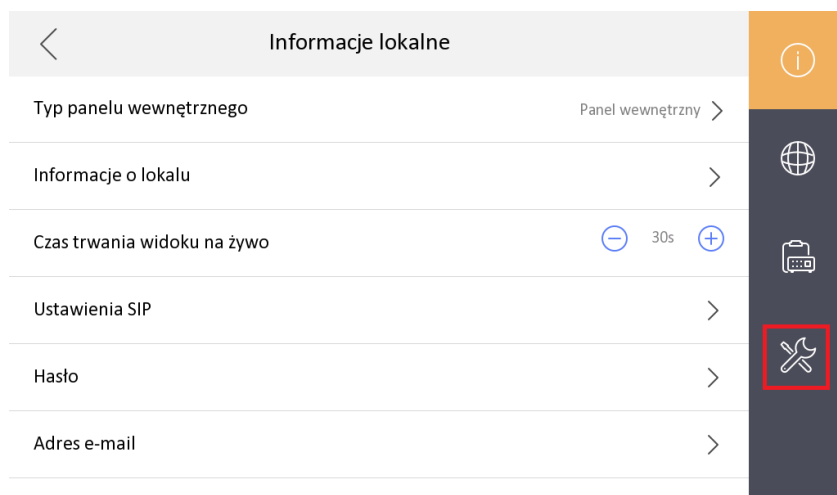 Informacje lokalne
Typ panelu wewnętrznego
Panel wewnętrzny
Informacje o lokalu
Czas trwania widoku na żywo
30s
Ustawienia SIP
Hasło
Adres e-mail